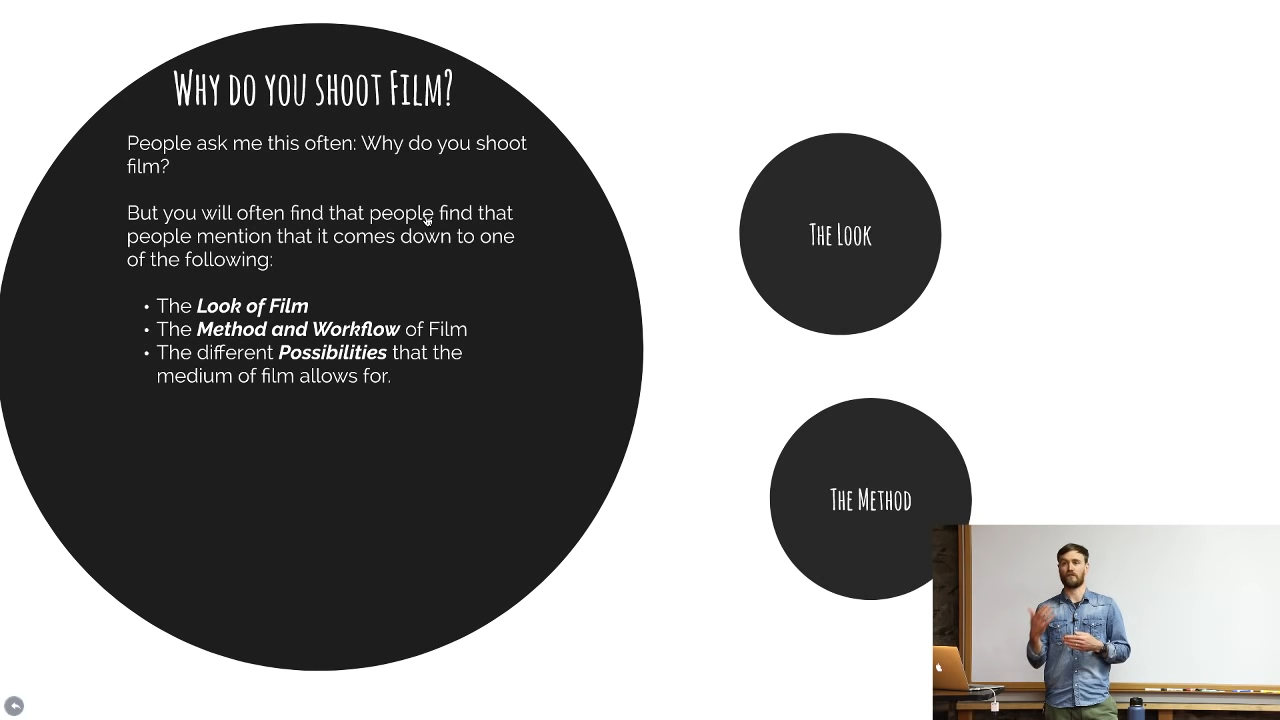 Why do you shoot Film?
People ask me this often: Why do you shoot
film?
But you will often find that people find that
people mention that it comes down to one
of the following:
• The Look of Film
• The Method and Workflow of Film
• The different Possibilities that the
medium of film allows for.
The Look
The Method